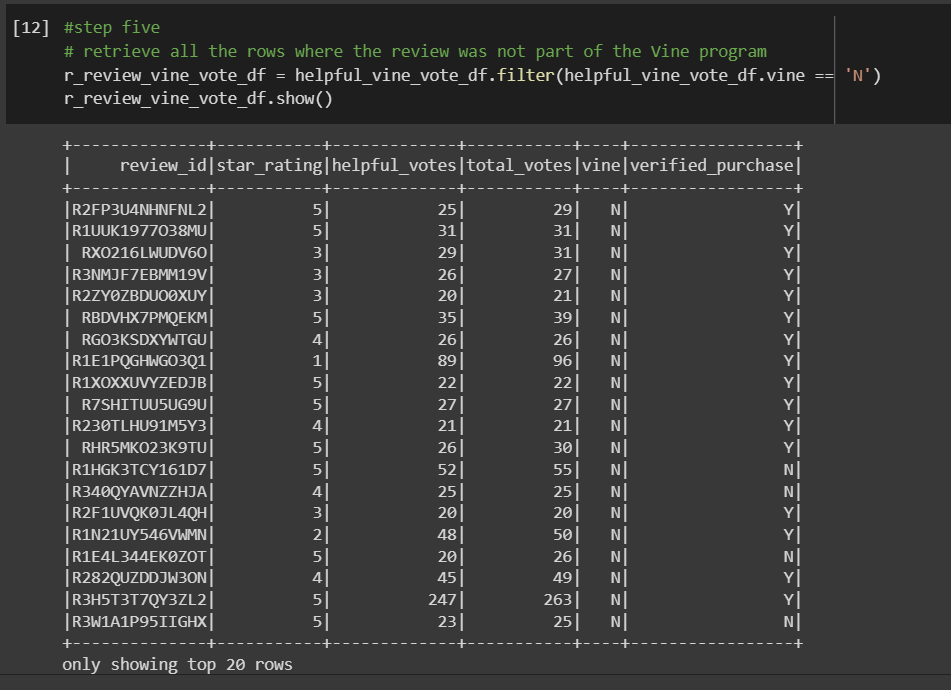 [12] #step five
# retrieve all the rows where the review was not part of the Vine program
r_review_vine_vote_df = helpful_vine_vote_df.filter(helpful_vine_vote_df.vine == 'N')
r_review_vine_vote_df.show()
+--------------+-----------+-------------+-----------+----+-----------------+
|     review_id|star_rating|helpful_votes|total_votes|vine|verified_purchase|
+--------------+-----------+-------------+-----------+----+-----------------+
|R2FP3U4NHNFNL2|          5|           25|         29|   N|                Y|
|R1UUK1977O38MU|          5|           31|         31|   N|                Y|
| RXO216LWUDV6O|          3|           29|         31|   N|                Y|
|R3NMJF7EBMM19V|          3|           26|         27|   N|                Y|
|R2ZY0ZBDUO0XUY|          3|           20|         21|   N|                Y|
| RBDVHX7PMQEKM|          5|           35|         39|   N|                Y|
| RGO3KSDXYWTGU|          4|           26|         26|   N|                Y|
|R1E1PQGHWGO3Q1|          1|           89|         96|   N|                Y|
|R1XOXXUVYZEDJB|          5|           22|         22|   N|                Y|
| R7SHITUU5UG9U|          5|           27|         27|   N|                Y|
|R230TLHU91M5Y3|          4|           21|         21|   N|                Y|
| RHR5MKO23K9TU|          5|           26|         30|   N|                Y|
|R1HGK3TCY161D7|          5|           52|         55|   N|                N|
|R340QYAVNZZHJA|          4|           25|         25|   N|                N|
|R2F1UVQK0JL4QH|          3|           20|         20|   N|                Y|
|R1N21UY546VWMN|          2|           48|         50|   N|                Y|
|R1E4L344EK0ZOT|          5|           20|         26|   N|                N|
|R282QUZDDJW3ON|          4|           45|         49|   N|                Y|
|R3H5T3T7QY3ZL2|          5|          247|        263|   N|                Y|
|R3W1A1P95IIGHX|          5|           23|         25|   N|                N|
+--------------+-----------+-------------+-----------+----+-----------------+
only showing top 20 rows